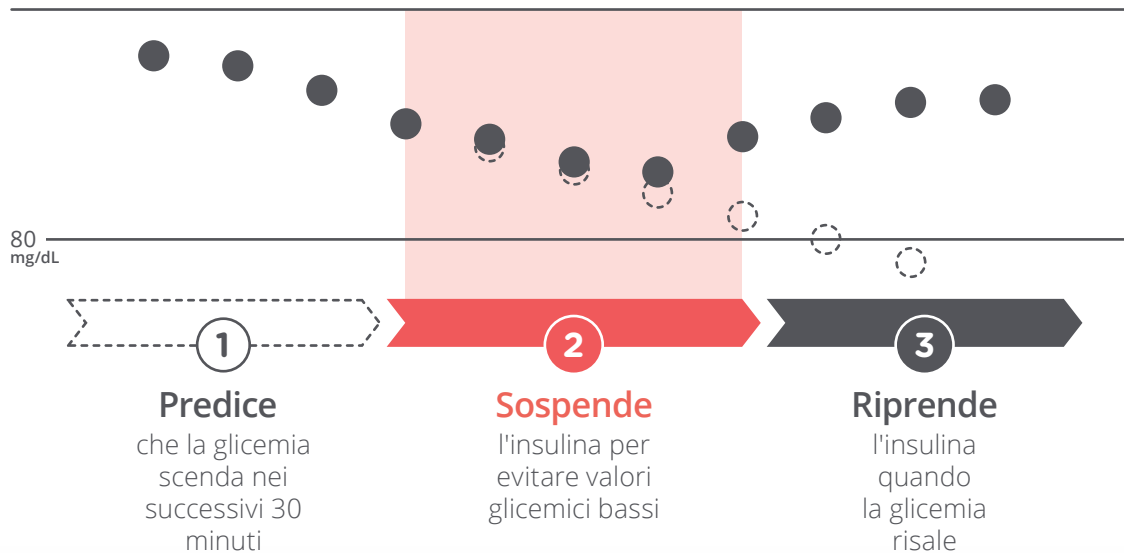 80
mg/dL
1
Predice
che la glicemia
scenda nei
successivi 30
minuti
2
Sospende
l'insulina per
evitare valori
glicemici bassi
3
Riprende
l'insulina
quando
la glicemia
risale